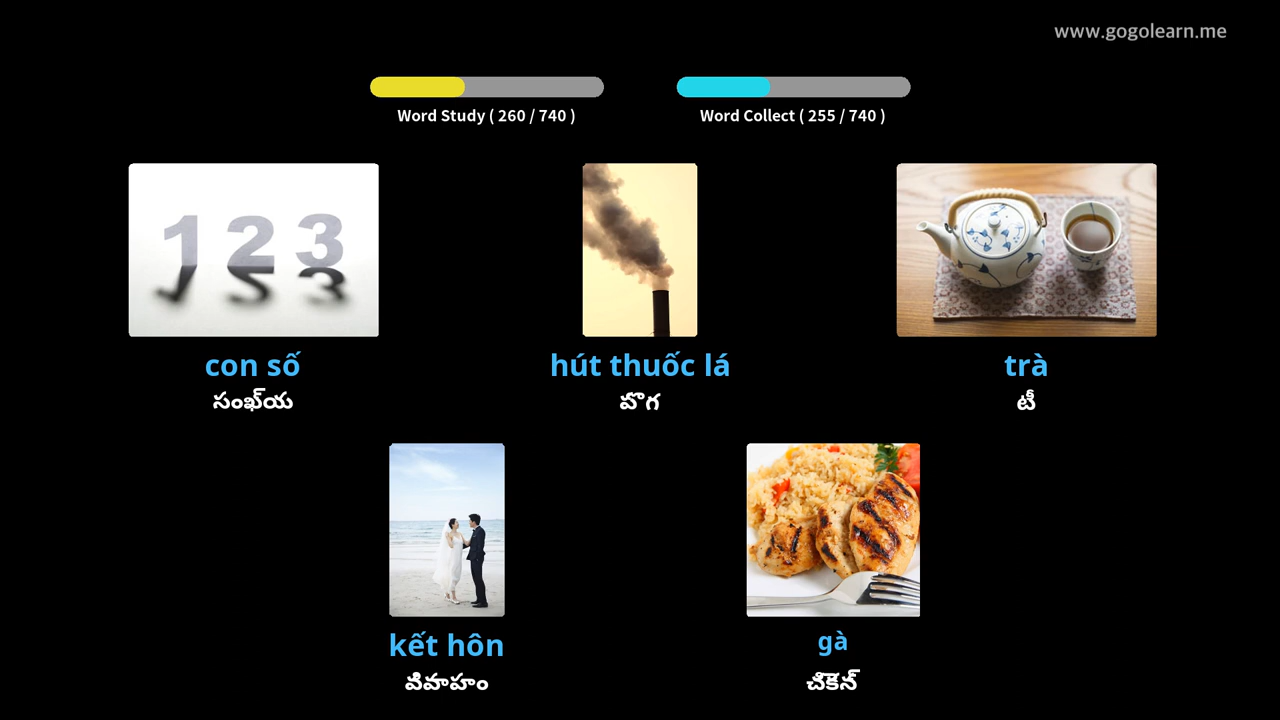 www.gogolearn.me
Word Study ( 260 / 740 )
Word Collect ( 255 / 740 )
con số
సంఖ్య
hút thuốc lá
పొగ
trà
టీ
kết hôn
వివాహం
gà
చికెన్